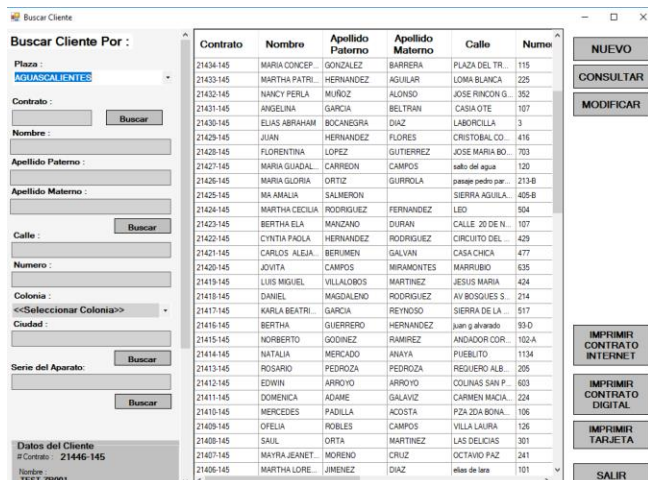 Buscar Cliente
Buscar Cliente Por :
Plaza :
AGUASCALIENTES
Contrato :
Buscar
Nombre :
Apellido Paterno :
Apellido Materno :
Buscar
Calle :
Numero :
Colonia :
<<Seleccionar Colonia>>
Ciudad :
Buscar
Serie del Aparato:
Buscar
Datos del Cliente
# Contrato : 21446-145
Nombre :
Contrato Nombre Apellido Paterno Apellido Materno Calle Numer
21434-145 MARIA CONCEP... GONZALEZ BARRERA PLAZA DEL TR... 115
21433-145 MARTHA PATRI... HERNANDEZ AGUILAR LOMA BLANCA 225
21432-145 NANCY PERLA MUÑOZ ALONSO JOSE RINCON G... 352
21431-145 ANGELINA GARCIA BELTRAN CASIA OTE 107
21430-145 ELIAS ABRAHAM BOCANEGRA DIAZ LABORCILLA 3
21429-145 JUAN HERNANDEZ FLORES CRISTOBAL CO... 416
21428-145 FLORENTINA LOPEZ GUTIERREZ JOSE MARIA BO... 703
21427-145 MARIA GUADAL... CARREON CAMPOS salto del agua 120
21426-145 MARIA GLORIA ORTIZ GURROLA pasaje pedro par... 213-B
21425-145 MA AMALIA SALMERON SIERRA AGUILA... 405-B
21424-145 MARTHA CECILIA RODRIGUEZ FERNANDEZ LEO 504
21423-145 BERTHA ELA MANZANO DURAN CALLE 20 DE N... 107
21422-145 CYNTIA PAOLA HERNANDEZ RODRIGUEZ CIRCUITO DEL ... 429
21421-145 CARLOS ALEJA... BERUMEN GALVAN CASA CHICA 477
21420-145 JOVITA CAMPOS MIRAMONTES MARRUBIO 635
21419-145 LUIS MIGUEL VILLALOBOS MARTINEZ JESUS MARIA 424
21418-145 DANIEL MAGDALENO RODRIGUEZ AV BOSQUES S... 214
21417-145 KARLA BEATRI... GARCIA REYNOSO SIERRA DE LA ... 517
21416-145 BERTHA GUERRERO HERNANDEZ juan g alvarado 93-D
21415-145 NORBERTO GODINEZ RAMIREZ ANDADOR COR... 102-A
21414-145 NATALIA MERCADO ANAYA PUEBLITO 1134
21413-145 ROSARIO PEDROZA PEDROZA REQUERO ALB... 205
21412-145 EDWIN ARROYO ARROYO COLINAS SAN P... 603
21411-145 DOMENICA ADAME GALAVIZ CARMEN MACIA... 224
21410-145 MERCEDES PADILLA ACOSTA PZA 2DA BONA... 106
21409-145 OFELIA ROBLES CAMPOS VILLA LAURA 126
21408-145 SAUL ORTA MARTINEZ LAS DELICIAS 301
21407-145 MAYRA JEANET... MORENO CRUZ OCTAVIO PAZ 241
21406-145 MARTHA LORE... JIMENEZ DIAZ elias de lara 101
NUEVO
CONSULTAR
MODIFICAR
IMPRIMIR
CONTRATO
INTERNET
IMPRIMIR
CONTRATO
DIGITAL
IMPRIMIR
TARJETA
SALIR